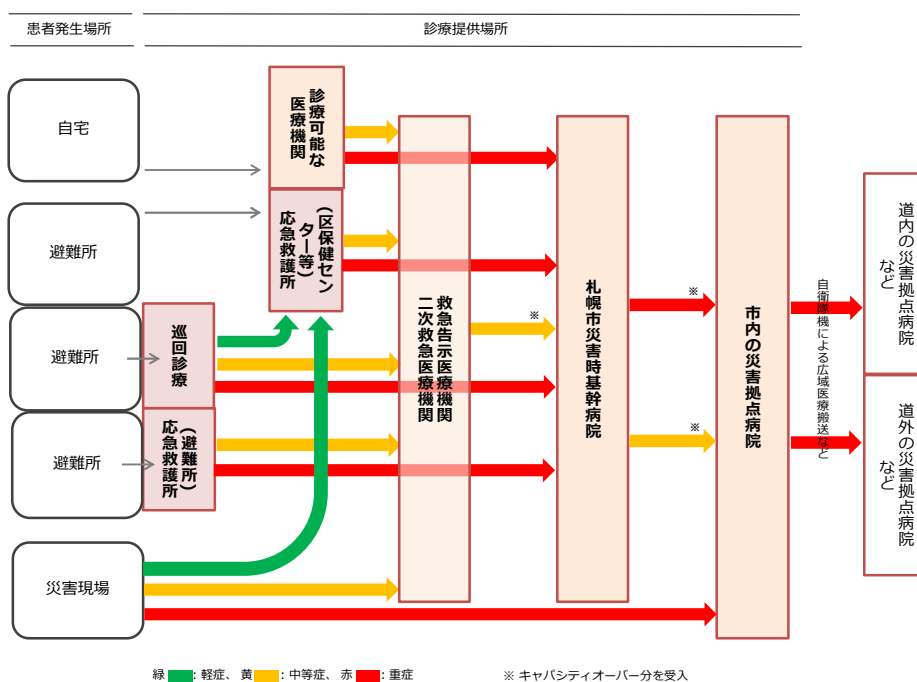 患者発生場所
診療提供場所
自宅
避難所
避難所
避難所
災害現場
診療可能な
医療機関
(区保健セン
ター等)
応急救護所
巡回診療
(避難所)
応急救護所
救急告示医療機関
二次救急医療機関
※
札幌市災害時基幹病院
※
※
市内の災害拠点病院
自衛隊機による広域医療搬送など
道内の災害拠点病院
など
道外の災害拠点病院
など
緑 : 軽症、 黄 : 中等症、 赤 : 重症
※ キャパシティオーバー分を受入